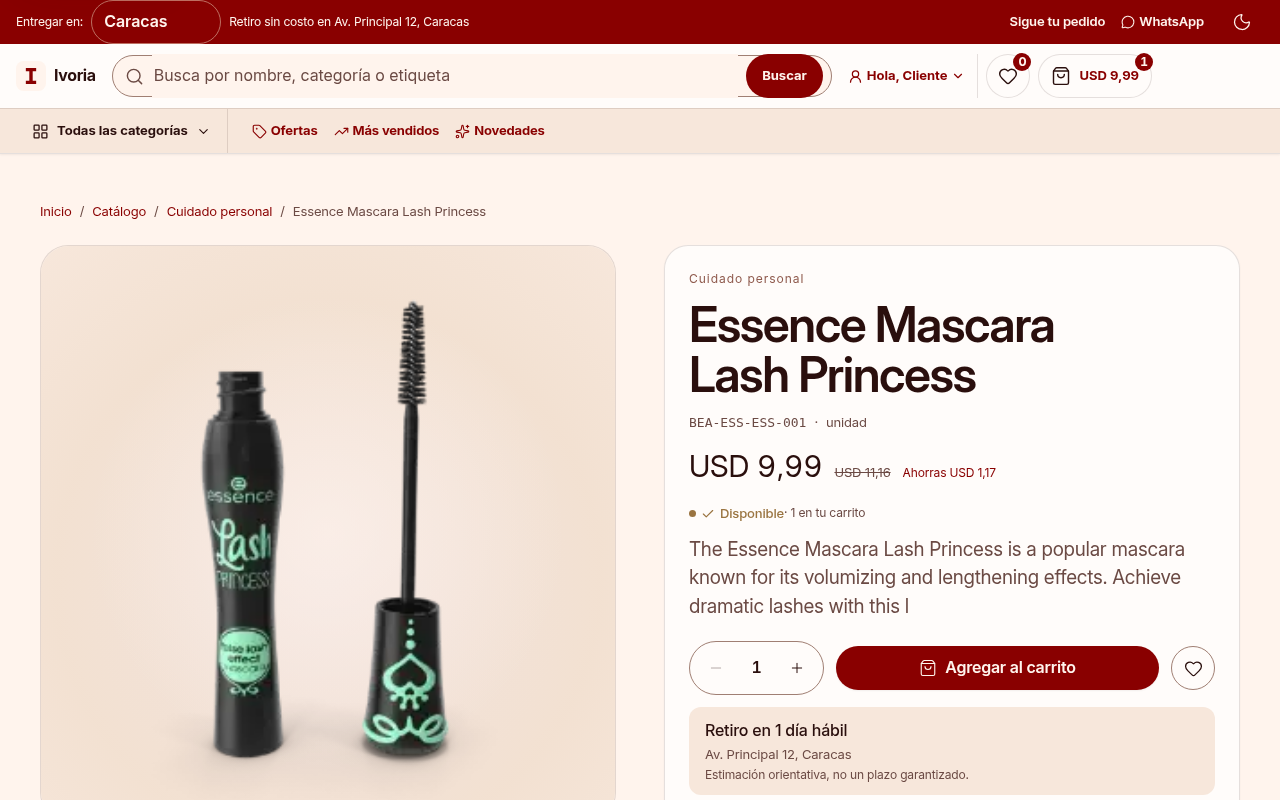 Entregar en: Caracas Retiro sin costo en Av. Principal 12, Caracas Sigue tu pedido WhatsApp
I Ivoria Busca por nombre, categoría o etiqueta Buscar Hola, Cliente 0 USD 9,99 1
Todas las categorías Ofertas Más vendidos Novedades
Inicio / Catálogo / Cuidado personal / Essence Mascara Lash Princess
essence
Lash
PRINCESS
false lash
effect
Cuidado personal
Essence Mascara
Lash Princess
BEA-ESS-ESS-001 · unidad
USD 9,99 USD 11,16 Ahorras USD 1,17
Disponible · 1 en tu carrito
The Essence Mascara Lash Princess is a popular mascara
known for its volumizing and lengthening effects. Achieve
dramatic lashes with this l
− 1 + Agregar al carrito
Retiro en 1 día hábil
Av. Principal 12, Caracas
Estimación orientativa, no un plazo garantizado.